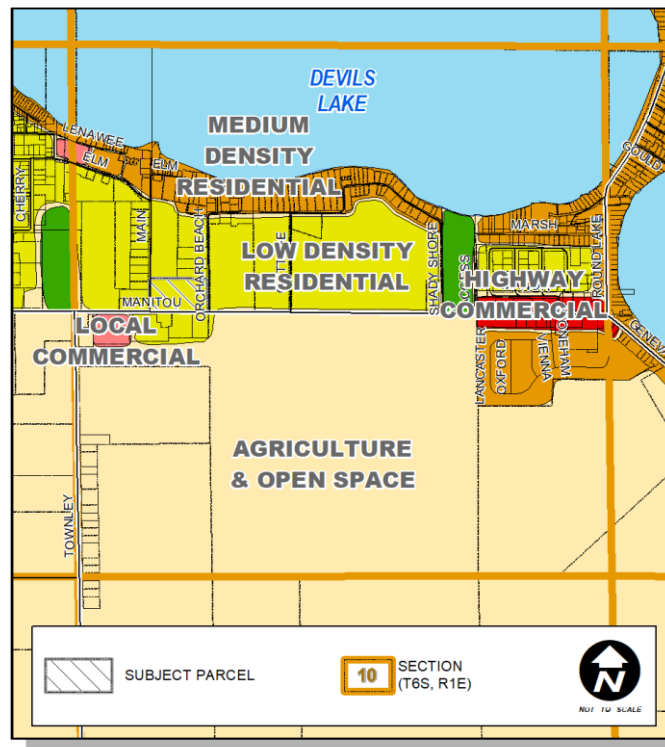 DEVILS
LAKE
LENAWEE
MEDIUM
DENSITY
RESIDENTIAL
ELM
ELM
GOULD
CHERRY
MAIN
ORCHARD BEACH
MARSH
LOW DENSITY
RESIDENTIAL
SHADY SHORE
HIGHWAY
COMMERCIAL
ROUND LAKE
MANITOU
LOCAL
COMMERCIAL
LANCASTER
OXFORD
VIENNA
GENEV
AGRICULTURE
& OPEN SPACE
TOWNLEY
SUBJECT PARCEL
10
SECTION
(T6S, R1E)
N
NOT TO SCALE